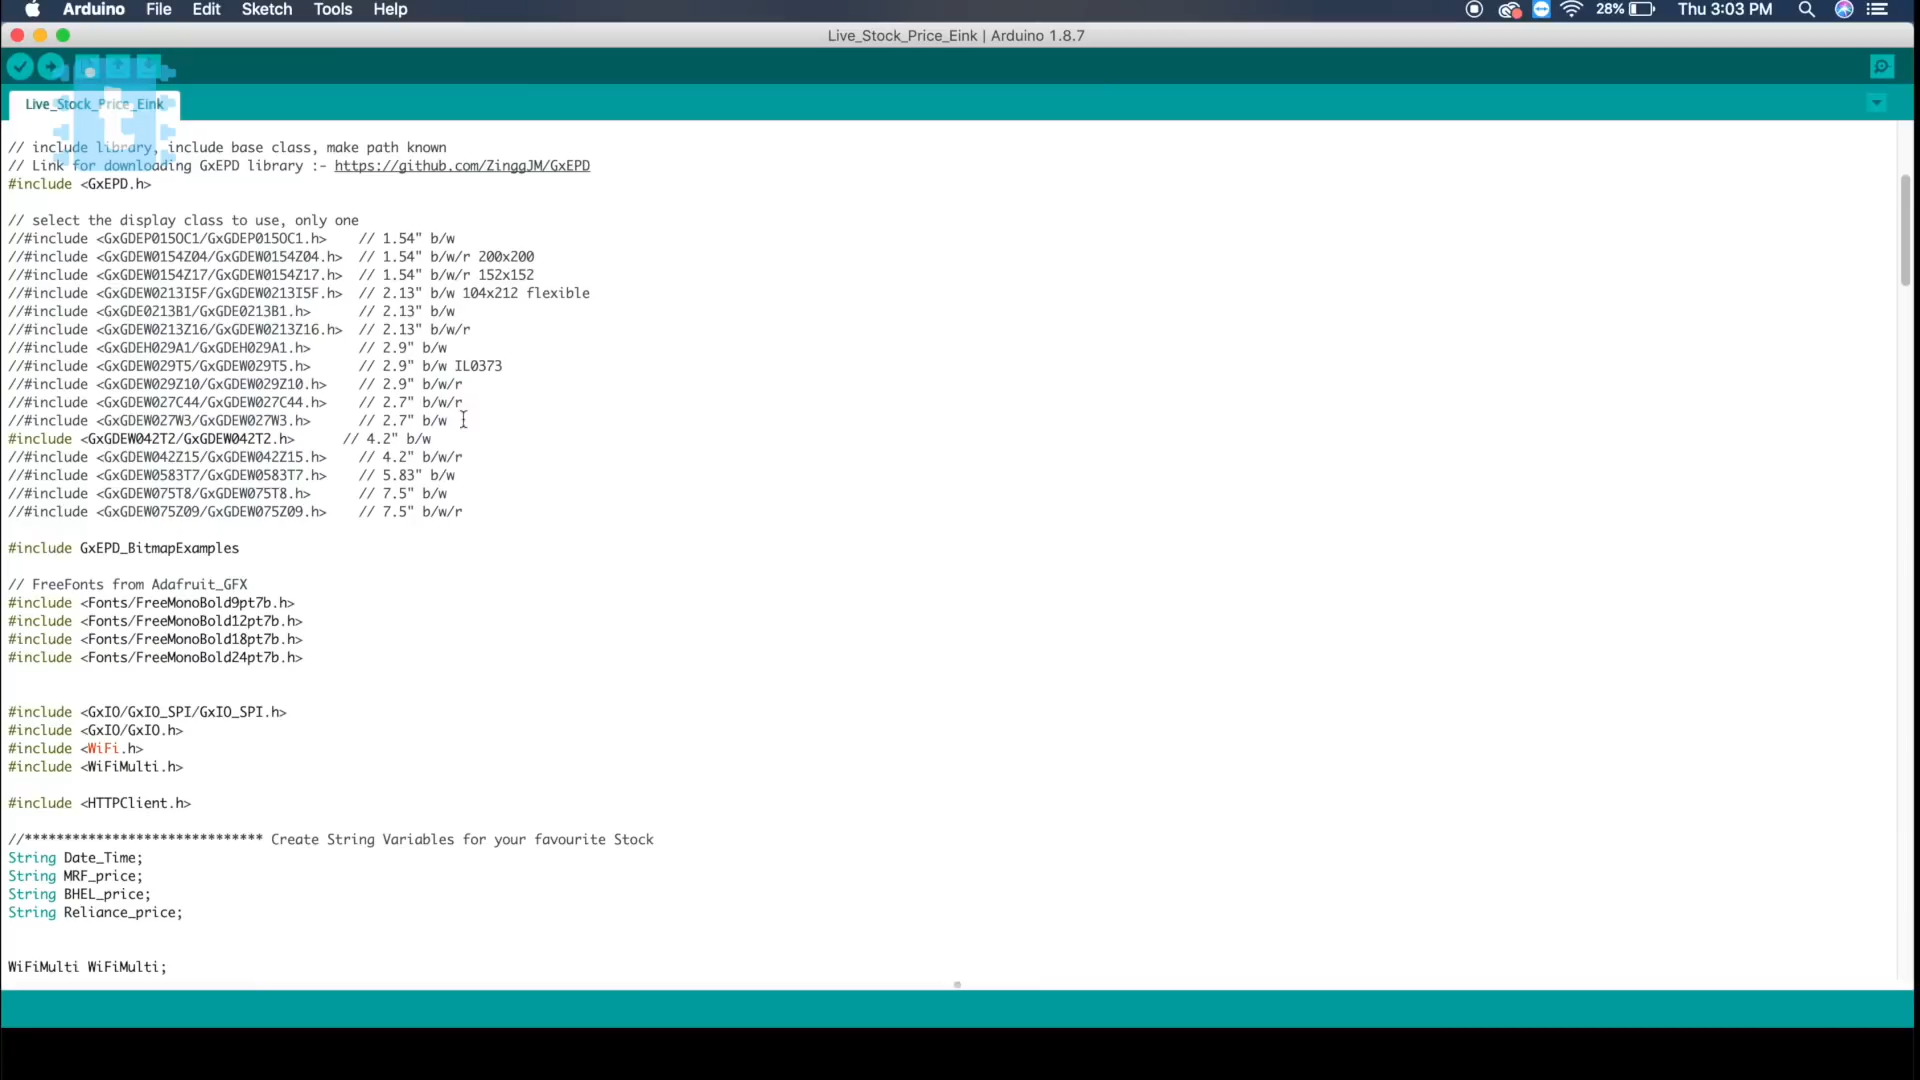 Arduino File Edit Sketch Tools Help 28% Thu 3:03 PM
Live_Stock_Price_Eink | Arduino 1.8.7
Live_Stock_Price_Eink
t
// include library, include base class, make path known
// Link for downloading GxEPD library :- https://github.com/ZinggJM/GxEPD
#include <GxEPD.h>
// select the display class to use, only one
//#include <GxGDEP015OC1/GxGDEP015OC1.h>    // 1.54" b/w
//#include <GxGDEW0154Z04/GxGDEW0154Z04.h>  // 1.54" b/w/r 200x200
//#include <GxGDEW0154Z17/GxGDEW0154Z17.h>  // 1.54" b/w/r 152x152
//#include <GxGDEW0213I5F/GxGDEW0213I5F.h>  // 2.13" b/w 104x212 flexible
//#include <GxGDE0213B1/GxGDE0213B1.h>      // 2.13" b/w
//#include <GxGDEW0213Z16/GxGDEW0213Z16.h>  // 2.13" b/w/r
//#include <GxGDEH029A1/GxGDEH029A1.h>      // 2.9" b/w
//#include <GxGDEW029T5/GxGDEW029T5.h>      // 2.9" b/w IL0373
//#include <GxGDEW029Z10/GxGDEW029Z10.h>    // 2.9" b/w/r
//#include <GxGDEW027C44/GxGDEW027C44.h>    // 2.7" b/w/r
//#include <GxGDEW027W3/GxGDEW027W3.h>      // 2.7" b/w
#include <GxGDEW042T2/GxGDEW042T2.h>      // 4.2" b/w
//#include <GxGDEW042Z15/GxGDEW042Z15.h>    // 4.2" b/w/r
//#include <GxGDEW0583T7/GxGDEW0583T7.h>    // 5.83" b/w
//#include <GxGDEW075T8/GxGDEW075T8.h>      // 7.5" b/w
//#include <GxGDEW075Z09/GxGDEW075Z09.h>    // 7.5" b/w/r
#include GxEPD_BitmapExamples
// FreeFonts from Adafruit_GFX
#include <Fonts/FreeMonoBold9pt7b.h>
#include <Fonts/FreeMonoBold12pt7b.h>
#include <Fonts/FreeMonoBold18pt7b.h>
#include <Fonts/FreeMonoBold24pt7b.h>
#include <GxIO/GxIO_SPI/GxIO_SPI.h>
#include <GxIO/GxIO.h>
#include <WiFi.h>
#include <WiFiMulti.h>
#include <HTTPClient.h>
//****************************** Create String Variables for your favourite Stock
String Date_Time;
String MRF_price;
String BHEL_price;
String Reliance_price;
WiFiMulti WiFiMulti;